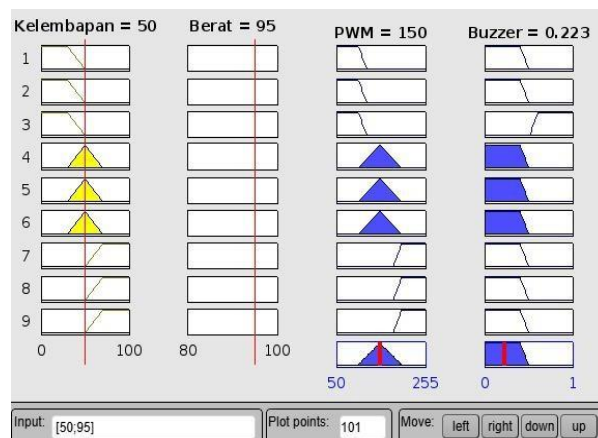 Kelembapan = 50
Berat = 95
PWM = 150
Buzzer = 0.223
1
2
3
4
5
6
7
8
9
0 100
80 100
50 255
0 1
Input: [50;95]
Plot points: 101
Move: left right down up